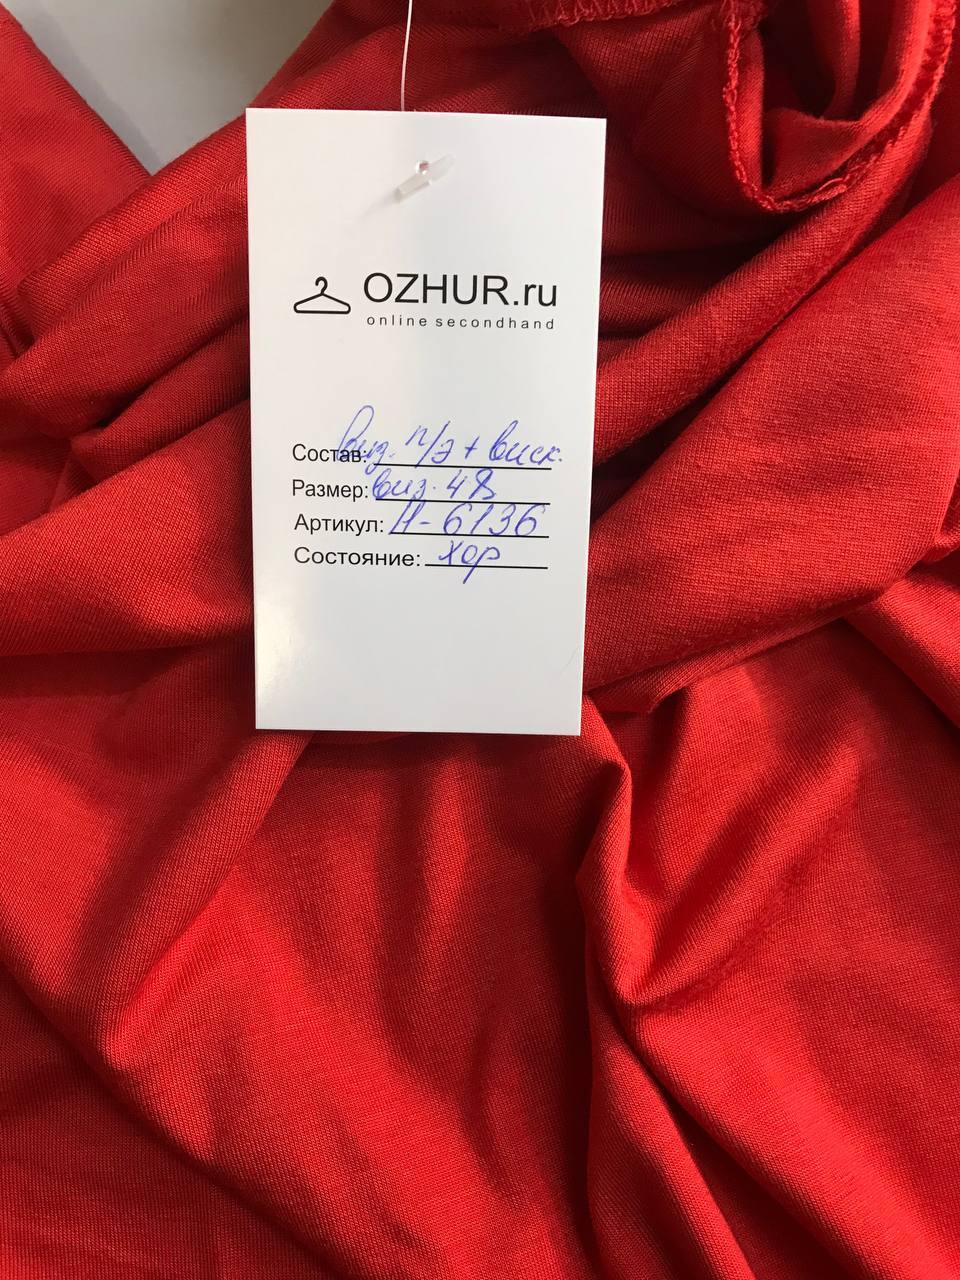 OZHUR.ru
online secondhand
Состав: виз. п/э + виск.
Размер: виз. 48
Артикул: А-6136
Состояние: хор